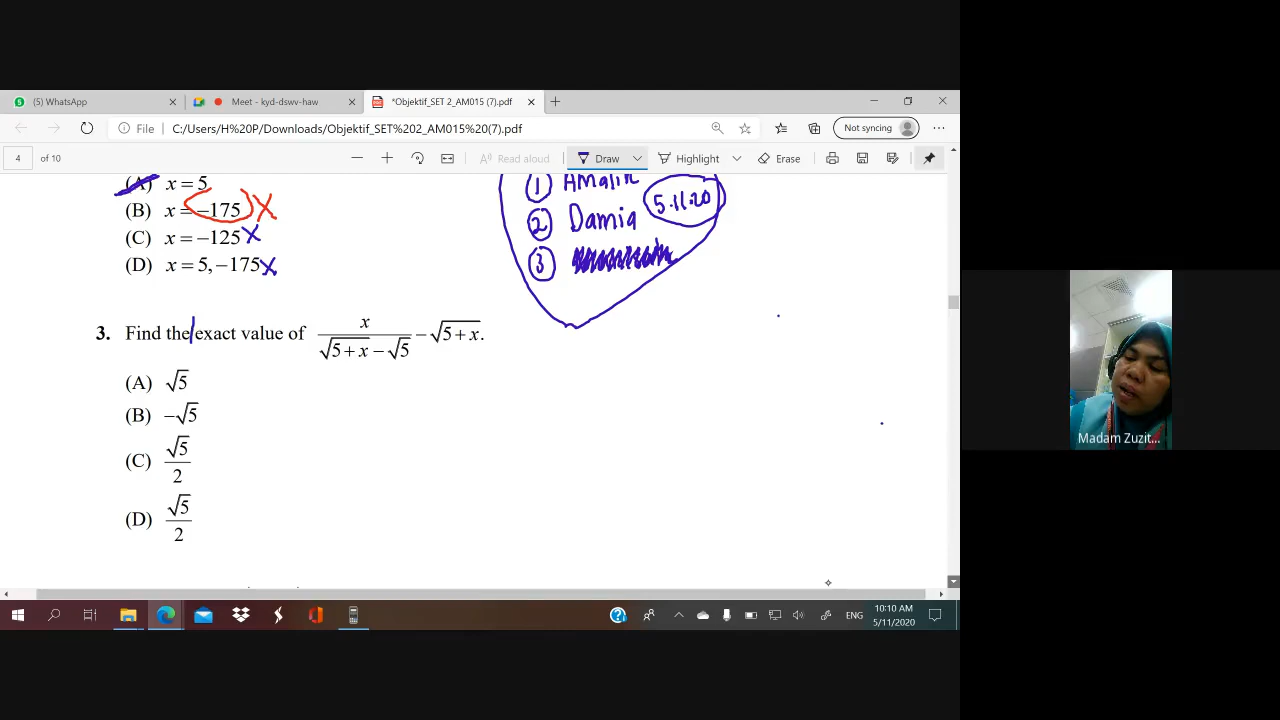 (5) WhatsApp
Meet - kyd-dswv-haw
*Objektif_SET 2_AM015 (7).pdf
File
C:/Users/H%20P/Downloads/Objektif_SET%202_AM015%20(7).pdf
Not syncing
4 of 10
Read aloud
Draw
Highlight
Erase
(A) x = 5
(B) x = −175 X
(C) x = −125 X
(D) x = 5, −175 X
① Amalin
② Damia
③
5.11.20
3. Find the exact value of x / (√(5+x) − √5) − √(5+x).
(A) √5
(B) −√5
(C) √5/2
(D) √5/2
Madam Zuzit...
ENG
10:10 AM
5/11/2020